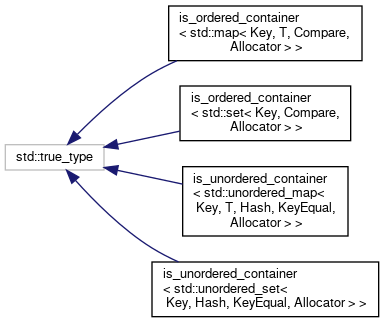 is_ordered_container
< std::map< Key, T, Compare,
Allocator > >
is_ordered_container
< std::set< Key, Compare,
Allocator > >
std::true_type
is_unordered_container
< std::unordered_map<
Key, T, Hash, KeyEqual,
Allocator > >
is_unordered_container
< std::unordered_set<
Key, Hash, KeyEqual, Allocator > >